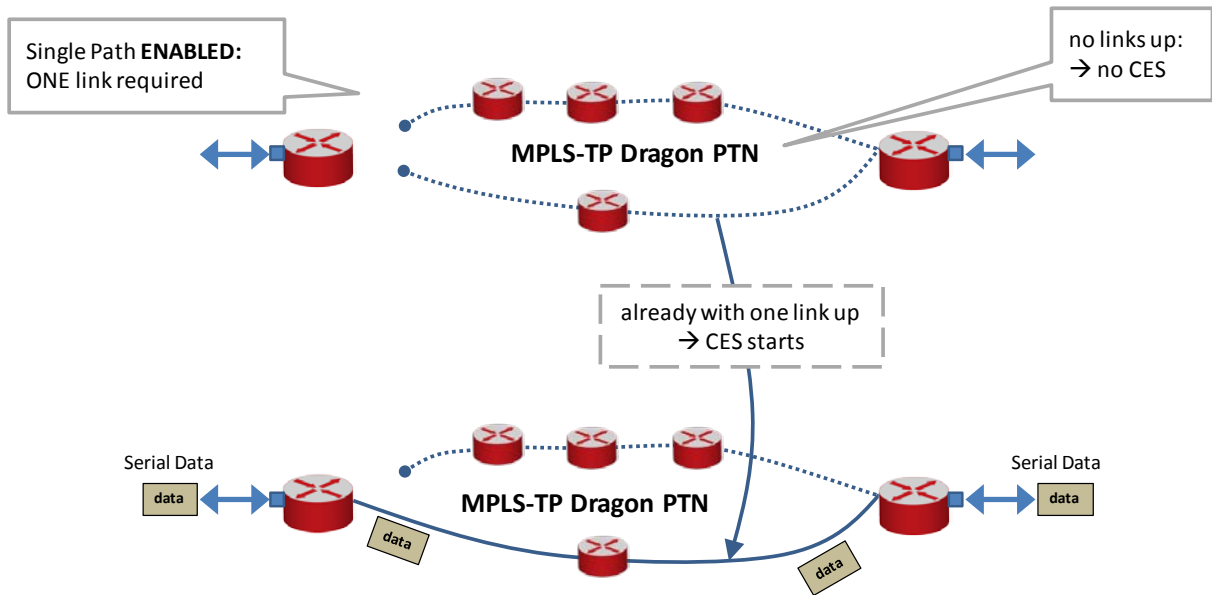 Single Path ENABLED:
ONE link required
no links up:
→ no CES
MPLS-TP Dragon PTN
already with one link up
→ CES starts
Serial Data
data
MPLS-TP Dragon PTN
data
data
Serial Data
data